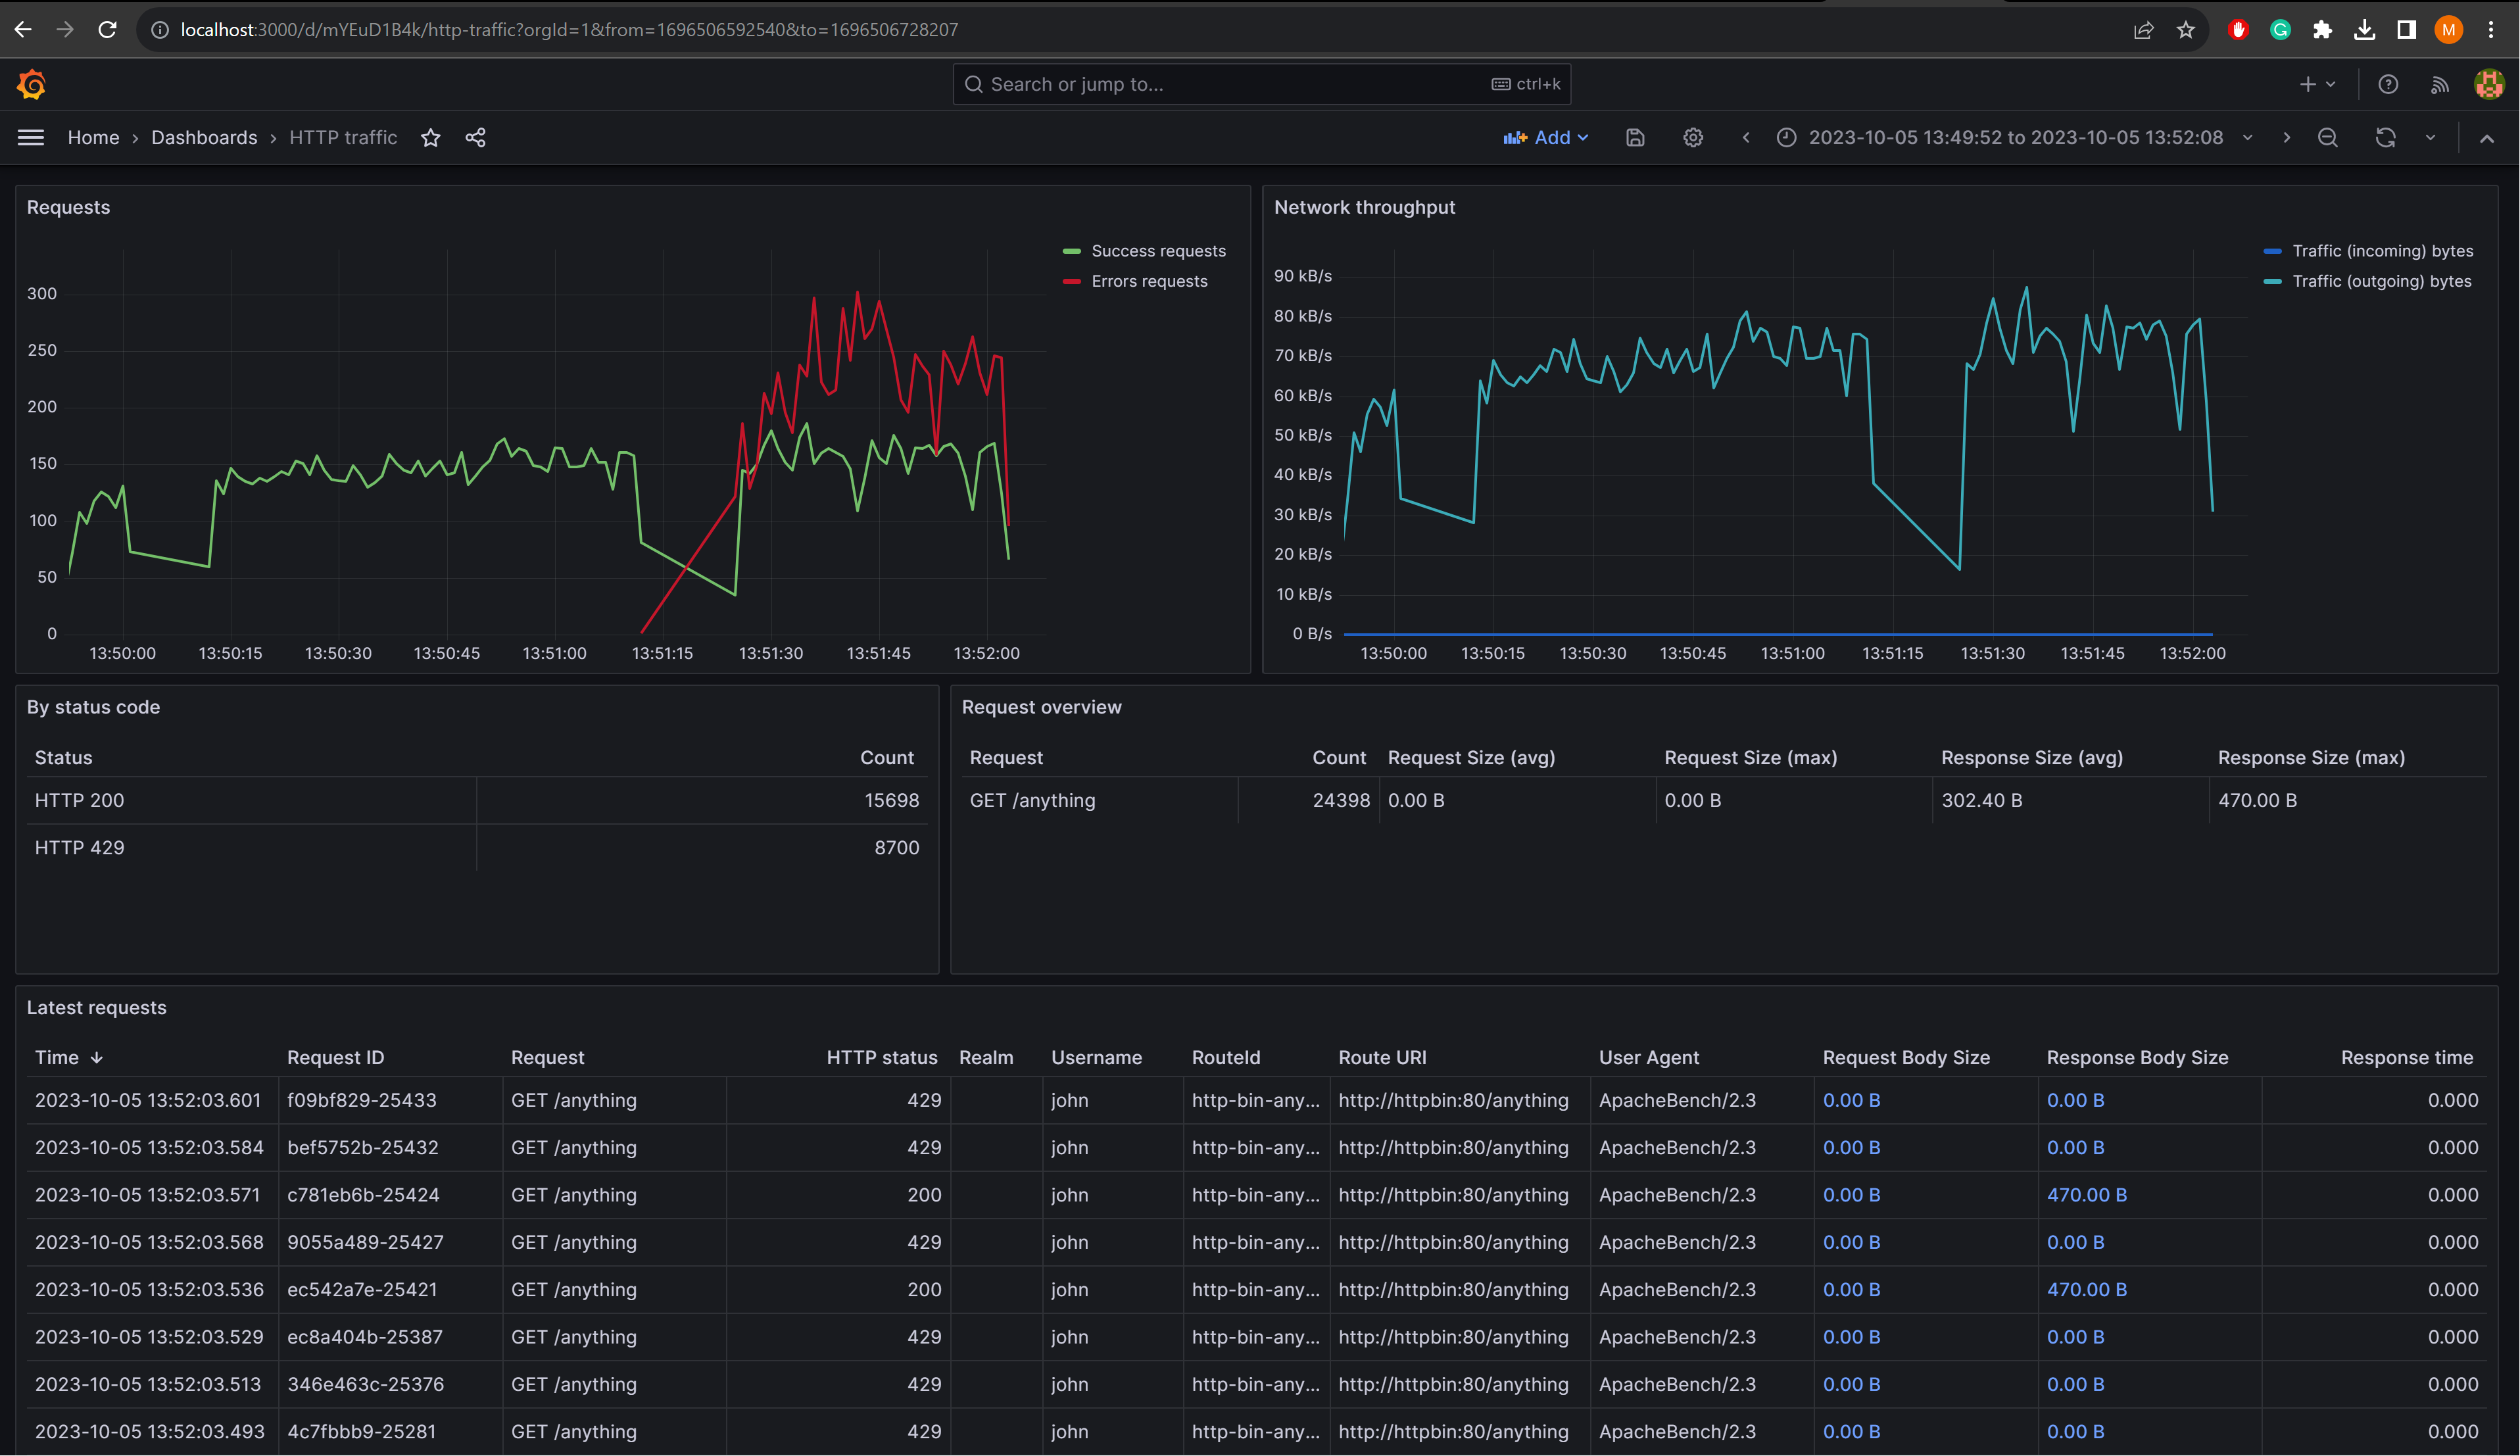 localhost:3000/d/mYEuD1B4k/http-traffic?orgId=1&from=1696506592540&to=1696506728207
M
Search or jump to...
ctrl+k
Home › Dashboards › HTTP traffic
Add
2023-10-05 13:49:52 to 2023-10-05 13:52:08
Requests
Success requests
Errors requests
300
250
200
150
100
50
0
13:50:00 13:50:15 13:50:30 13:50:45 13:51:00 13:51:15 13:51:30 13:51:45 13:52:00
Network throughput
Traffic (incoming) bytes
Traffic (outgoing) bytes
90 kB/s
80 kB/s
70 kB/s
60 kB/s
50 kB/s
40 kB/s
30 kB/s
20 kB/s
10 kB/s
0 B/s
13:50:00 13:50:15 13:50:30 13:50:45 13:51:00 13:51:15 13:51:30 13:51:45 13:52:00
By status code
Status Count
HTTP 200 15698
HTTP 429 8700
Request overview
Request Count Request Size (avg) Request Size (max) Response Size (avg) Response Size (max)
GET /anything 24398 0.00 B 0.00 B 302.40 B 470.00 B
Latest requests
Time Request ID Request HTTP status Realm Username RouteId Route URI User Agent Request Body Size Response Body Size Response time
2023-10-05 13:52:03.601 f09bf829-25433 GET /anything 429 john http-bin-any... http://httpbin:80/anything ApacheBench/2.3 0.00 B 0.00 B 0.000
2023-10-05 13:52:03.584 bef5752b-25432 GET /anything 429 john http-bin-any... http://httpbin:80/anything ApacheBench/2.3 0.00 B 0.00 B 0.000
2023-10-05 13:52:03.571 c781eb6b-25424 GET /anything 200 john http-bin-any... http://httpbin:80/anything ApacheBench/2.3 0.00 B 470.00 B 0.000
2023-10-05 13:52:03.568 9055a489-25427 GET /anything 429 john http-bin-any... http://httpbin:80/anything ApacheBench/2.3 0.00 B 0.00 B 0.000
2023-10-05 13:52:03.536 ec542a7e-25421 GET /anything 200 john http-bin-any... http://httpbin:80/anything ApacheBench/2.3 0.00 B 470.00 B 0.000
2023-10-05 13:52:03.529 ec8a404b-25387 GET /anything 429 john http-bin-any... http://httpbin:80/anything ApacheBench/2.3 0.00 B 0.00 B 0.000
2023-10-05 13:52:03.513 346e463c-25376 GET /anything 429 john http-bin-any... http://httpbin:80/anything ApacheBench/2.3 0.00 B 0.00 B 0.000
2023-10-05 13:52:03.493 4c7fbbb9-25281 GET /anything 429 john http-bin-any... http://httpbin:80/anything ApacheBench/2.3 0.00 B 0.00 B 0.000